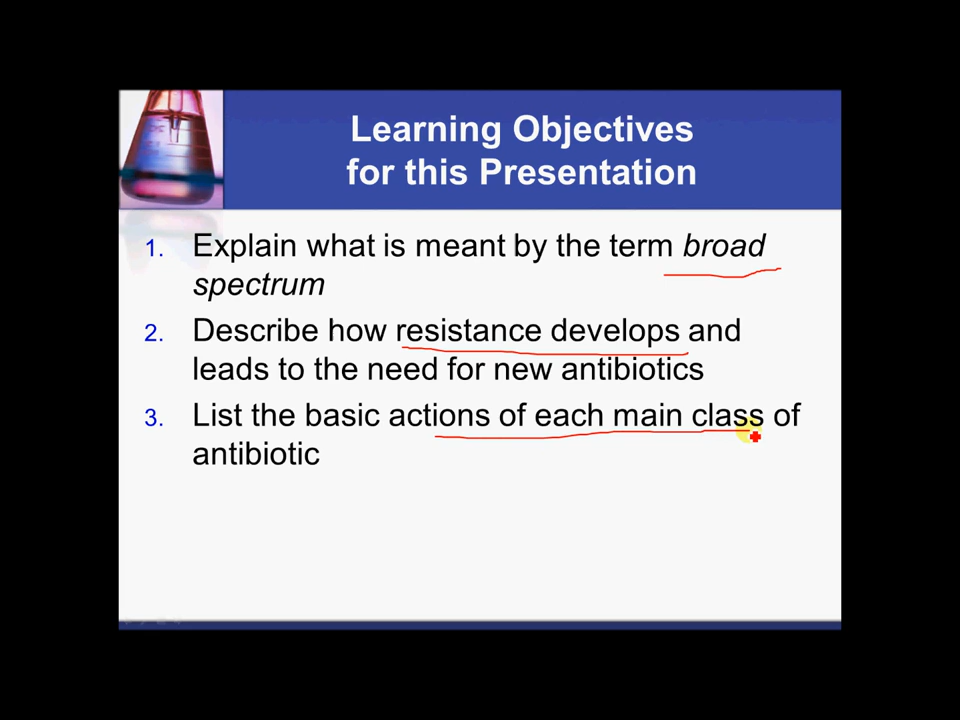 Learning Objectives
for this Presentation
1. Explain what is meant by the term broad
spectrum
2. Describe how resistance develops and
leads to the need for new antibiotics
3. List the basic actions of each main class of
antibiotic